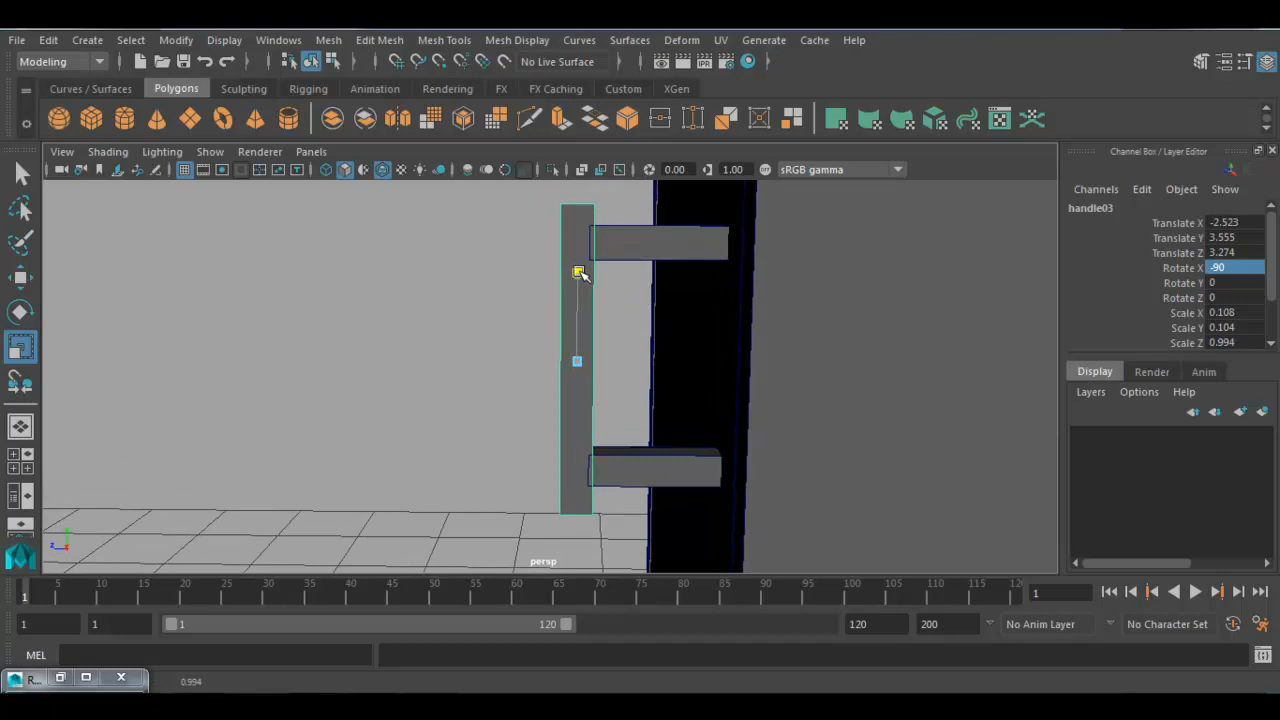 File Edit Create Select Modify Display Windows Mesh Edit Mesh Mesh Tools Mesh Display Curves Surfaces Deform UV Generate Cache Help
Modeling No Live Surface
Curves / Surfaces Polygons Sculpting Rigging Animation Rendering FX FX Caching Custom XGen
View Shading Lighting Show Renderer Panels
0.00 1.00 sRGB gamma
Channel Box / Layer Editor
Channels Edit Object Show
handle03
Translate X -2.523
Translate Y 3.555
Translate Z 3.274
Rotate X -90
Rotate Y 0
Rotate Z 0
Scale X 0.108
Scale Y 0.104
Scale Z 0.994
Display Render Anim
Layers Options Help
y
z x
persp
5 10 15 20 25 30 35 40 45 50 55 60 65 70 75 80 85 90 95 100 105 110 115 12
1 1
1 1 1 120 120 200 No Anim Layer No Character Set
MEL
R...
0.994